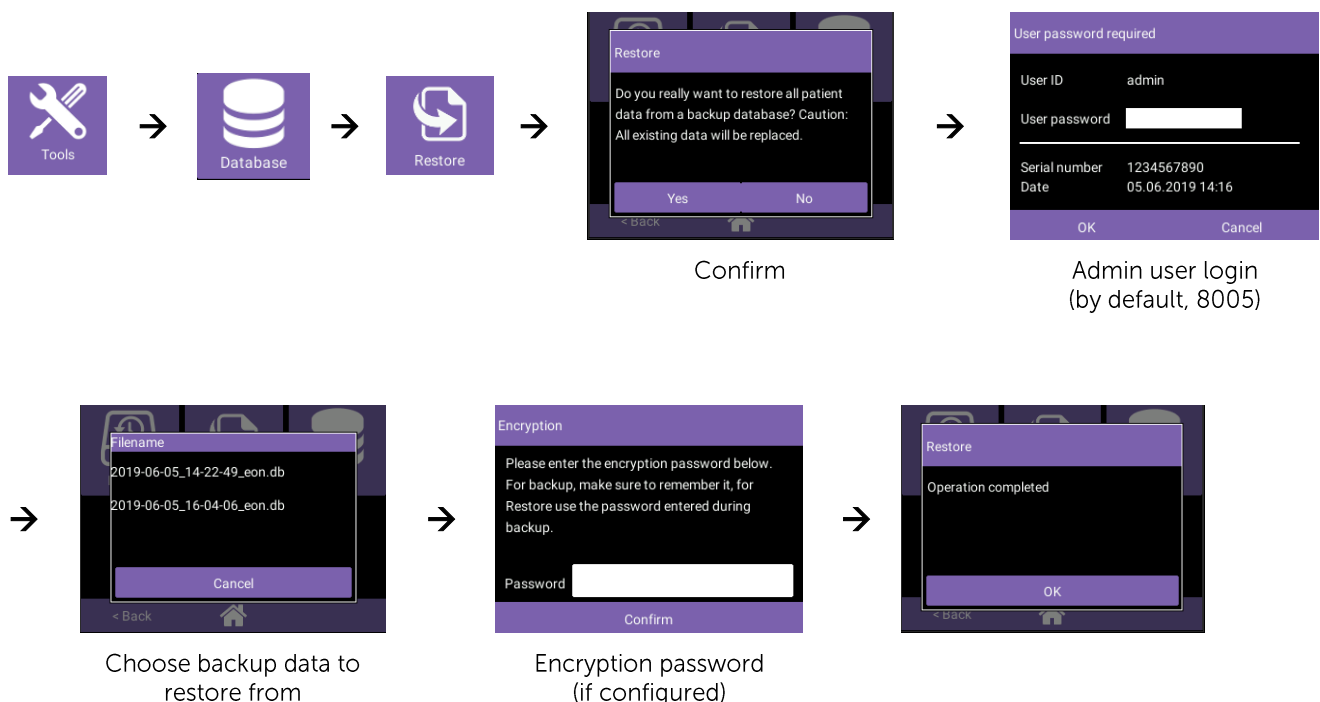 Tools
Database
Restore
Restore
Do you really want to restore all patient
data from a backup database? Caution:
All existing data will be replaced.
Yes No
< Back
Confirm
User password required
User ID admin
User password
Serial number 1234567890
Date 05.06.2019 14:16
OK Cancel
Admin user login
(by default, 8005)
Filename
2019-06-05_14-22-49_eon.db
2019-06-05_16-04-06_eon.db
Cancel
< Back
Choose backup data to
restore from
Encryption
Please enter the encryption password below.
For backup, make sure to remember it, for
Restore use the password entered during
backup.
Password
Confirm
Encryption password
(if configured)
Restore
Operation completed
OK
< Back